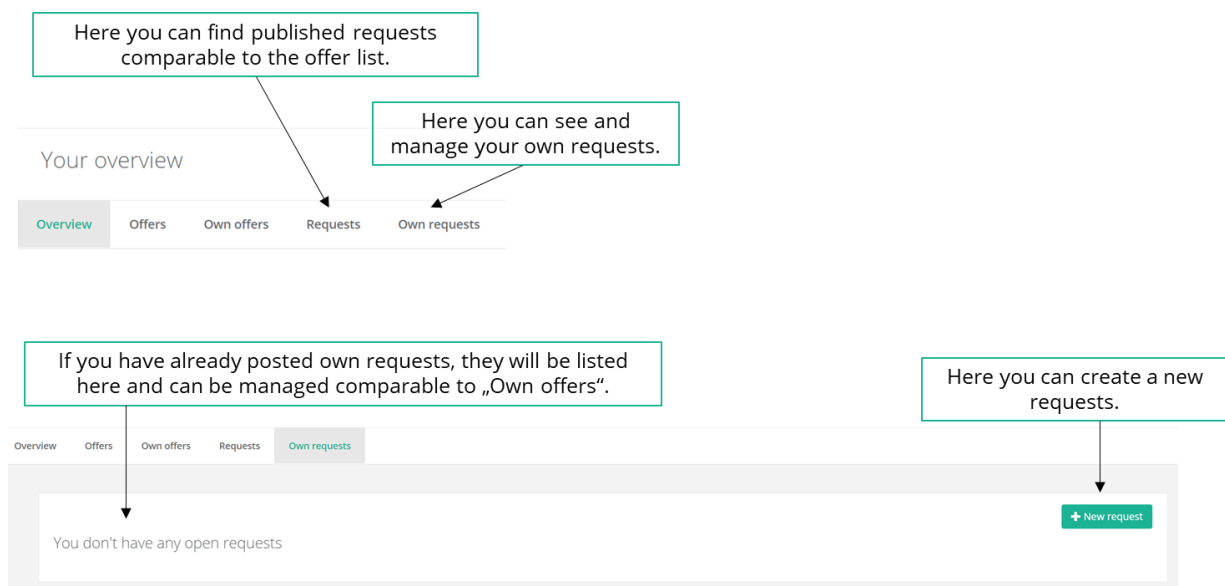 Here you can find published requests
comparable to the offer list.
Here you can see and
manage your own requests.
Your overview
Overview Offers Own offers Requests Own requests
If you have already posted own requests, they will be listed
here and can be managed comparable to „Own offers“.
Here you can create a new
requests.
Overview Offers Own offers Requests Own requests
+ New request
You don't have any open requests